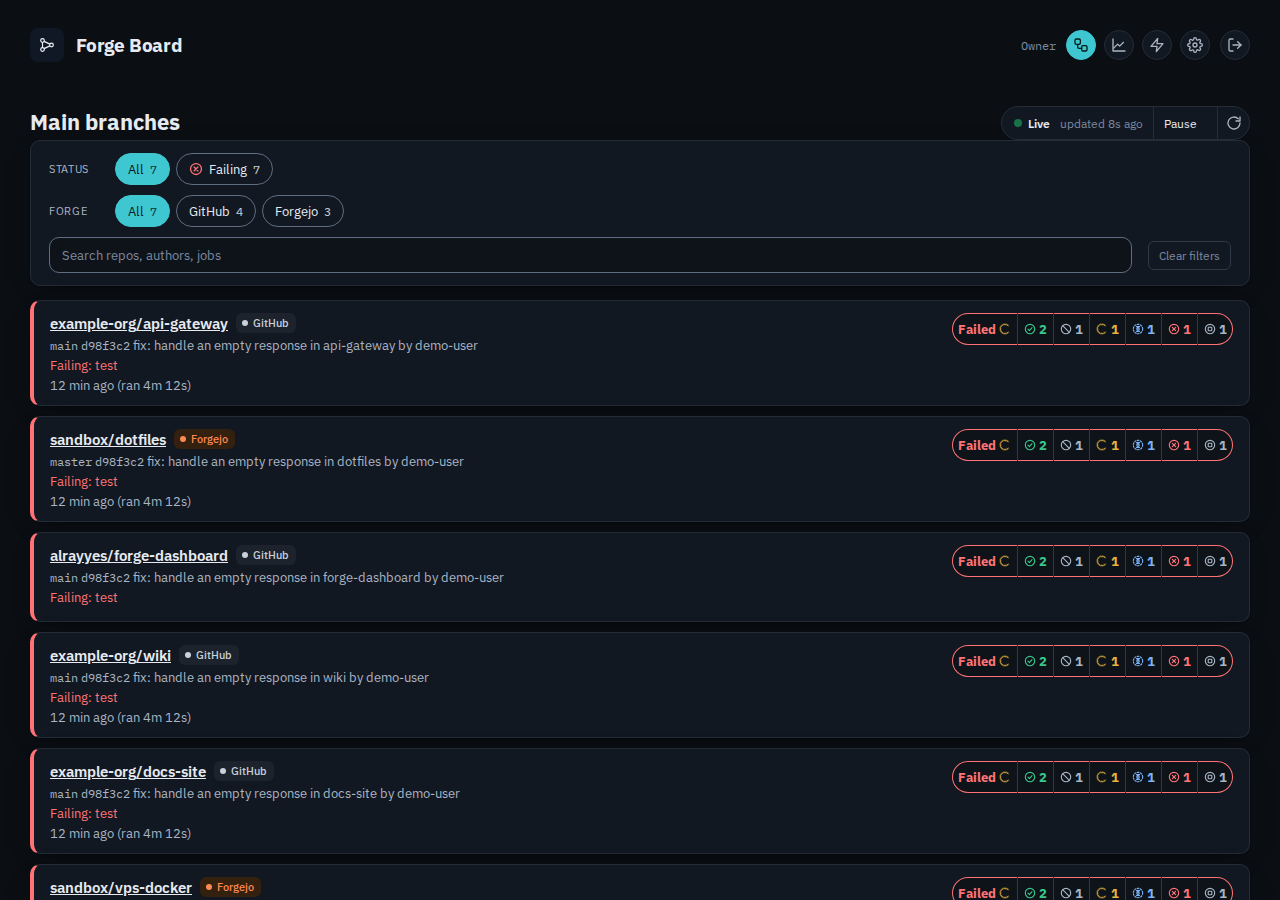 Forge Board
Owner
Main branches
Live updated 8s ago Pause
STATUS All 7 Failing 7
FORGE All 7 GitHub 4 Forgejo 3
Search repos, authors, jobs Clear filters
example-org/api-gateway GitHub Failed 2 1 1 1 1 1
main d98f3c2 fix: handle an empty response in api-gateway by demo-user
Failing: test
12 min ago (ran 4m 12s)
sandbox/dotfiles Forgejo Failed 2 1 1 1 1 1
master d98f3c2 fix: handle an empty response in dotfiles by demo-user
Failing: test
12 min ago (ran 4m 12s)
alrayyes/forge-dashboard GitHub Failed 2 1 1 1 1 1
main d98f3c2 fix: handle an empty response in forge-dashboard by demo-user
Failing: test
example-org/wiki GitHub Failed 2 1 1 1 1 1
main d98f3c2 fix: handle an empty response in wiki by demo-user
Failing: test
12 min ago (ran 4m 12s)
example-org/docs-site GitHub Failed 2 1 1 1 1 1
main d98f3c2 fix: handle an empty response in docs-site by demo-user
Failing: test
12 min ago (ran 4m 12s)
sandbox/vps-docker Forgejo Failed 2 1 1 1 1 1